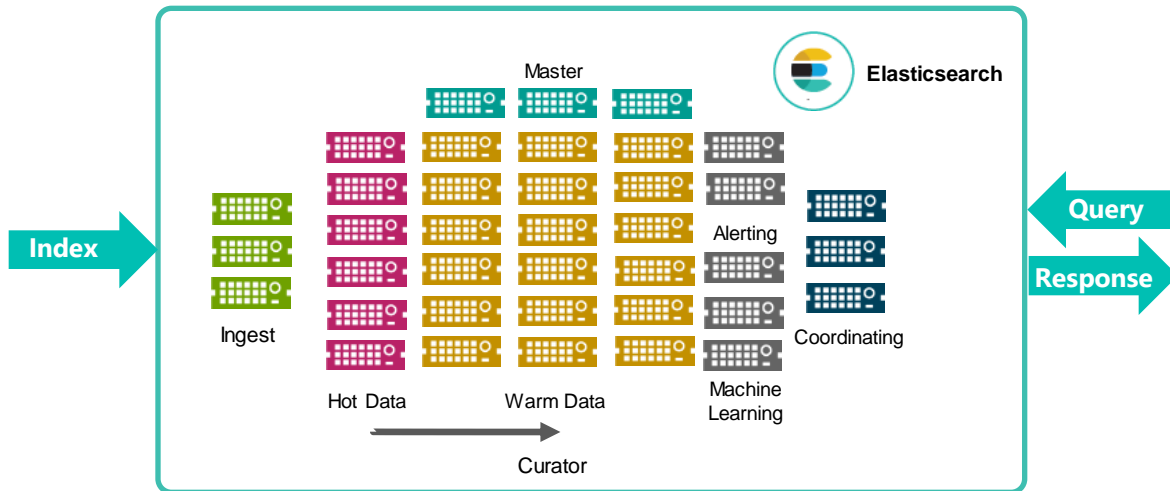 Elasticsearch
Master
Index
Query
Alerting
Response
Ingest
Coordinating
Hot Data
Warm Data
Machine
Learning
Curator